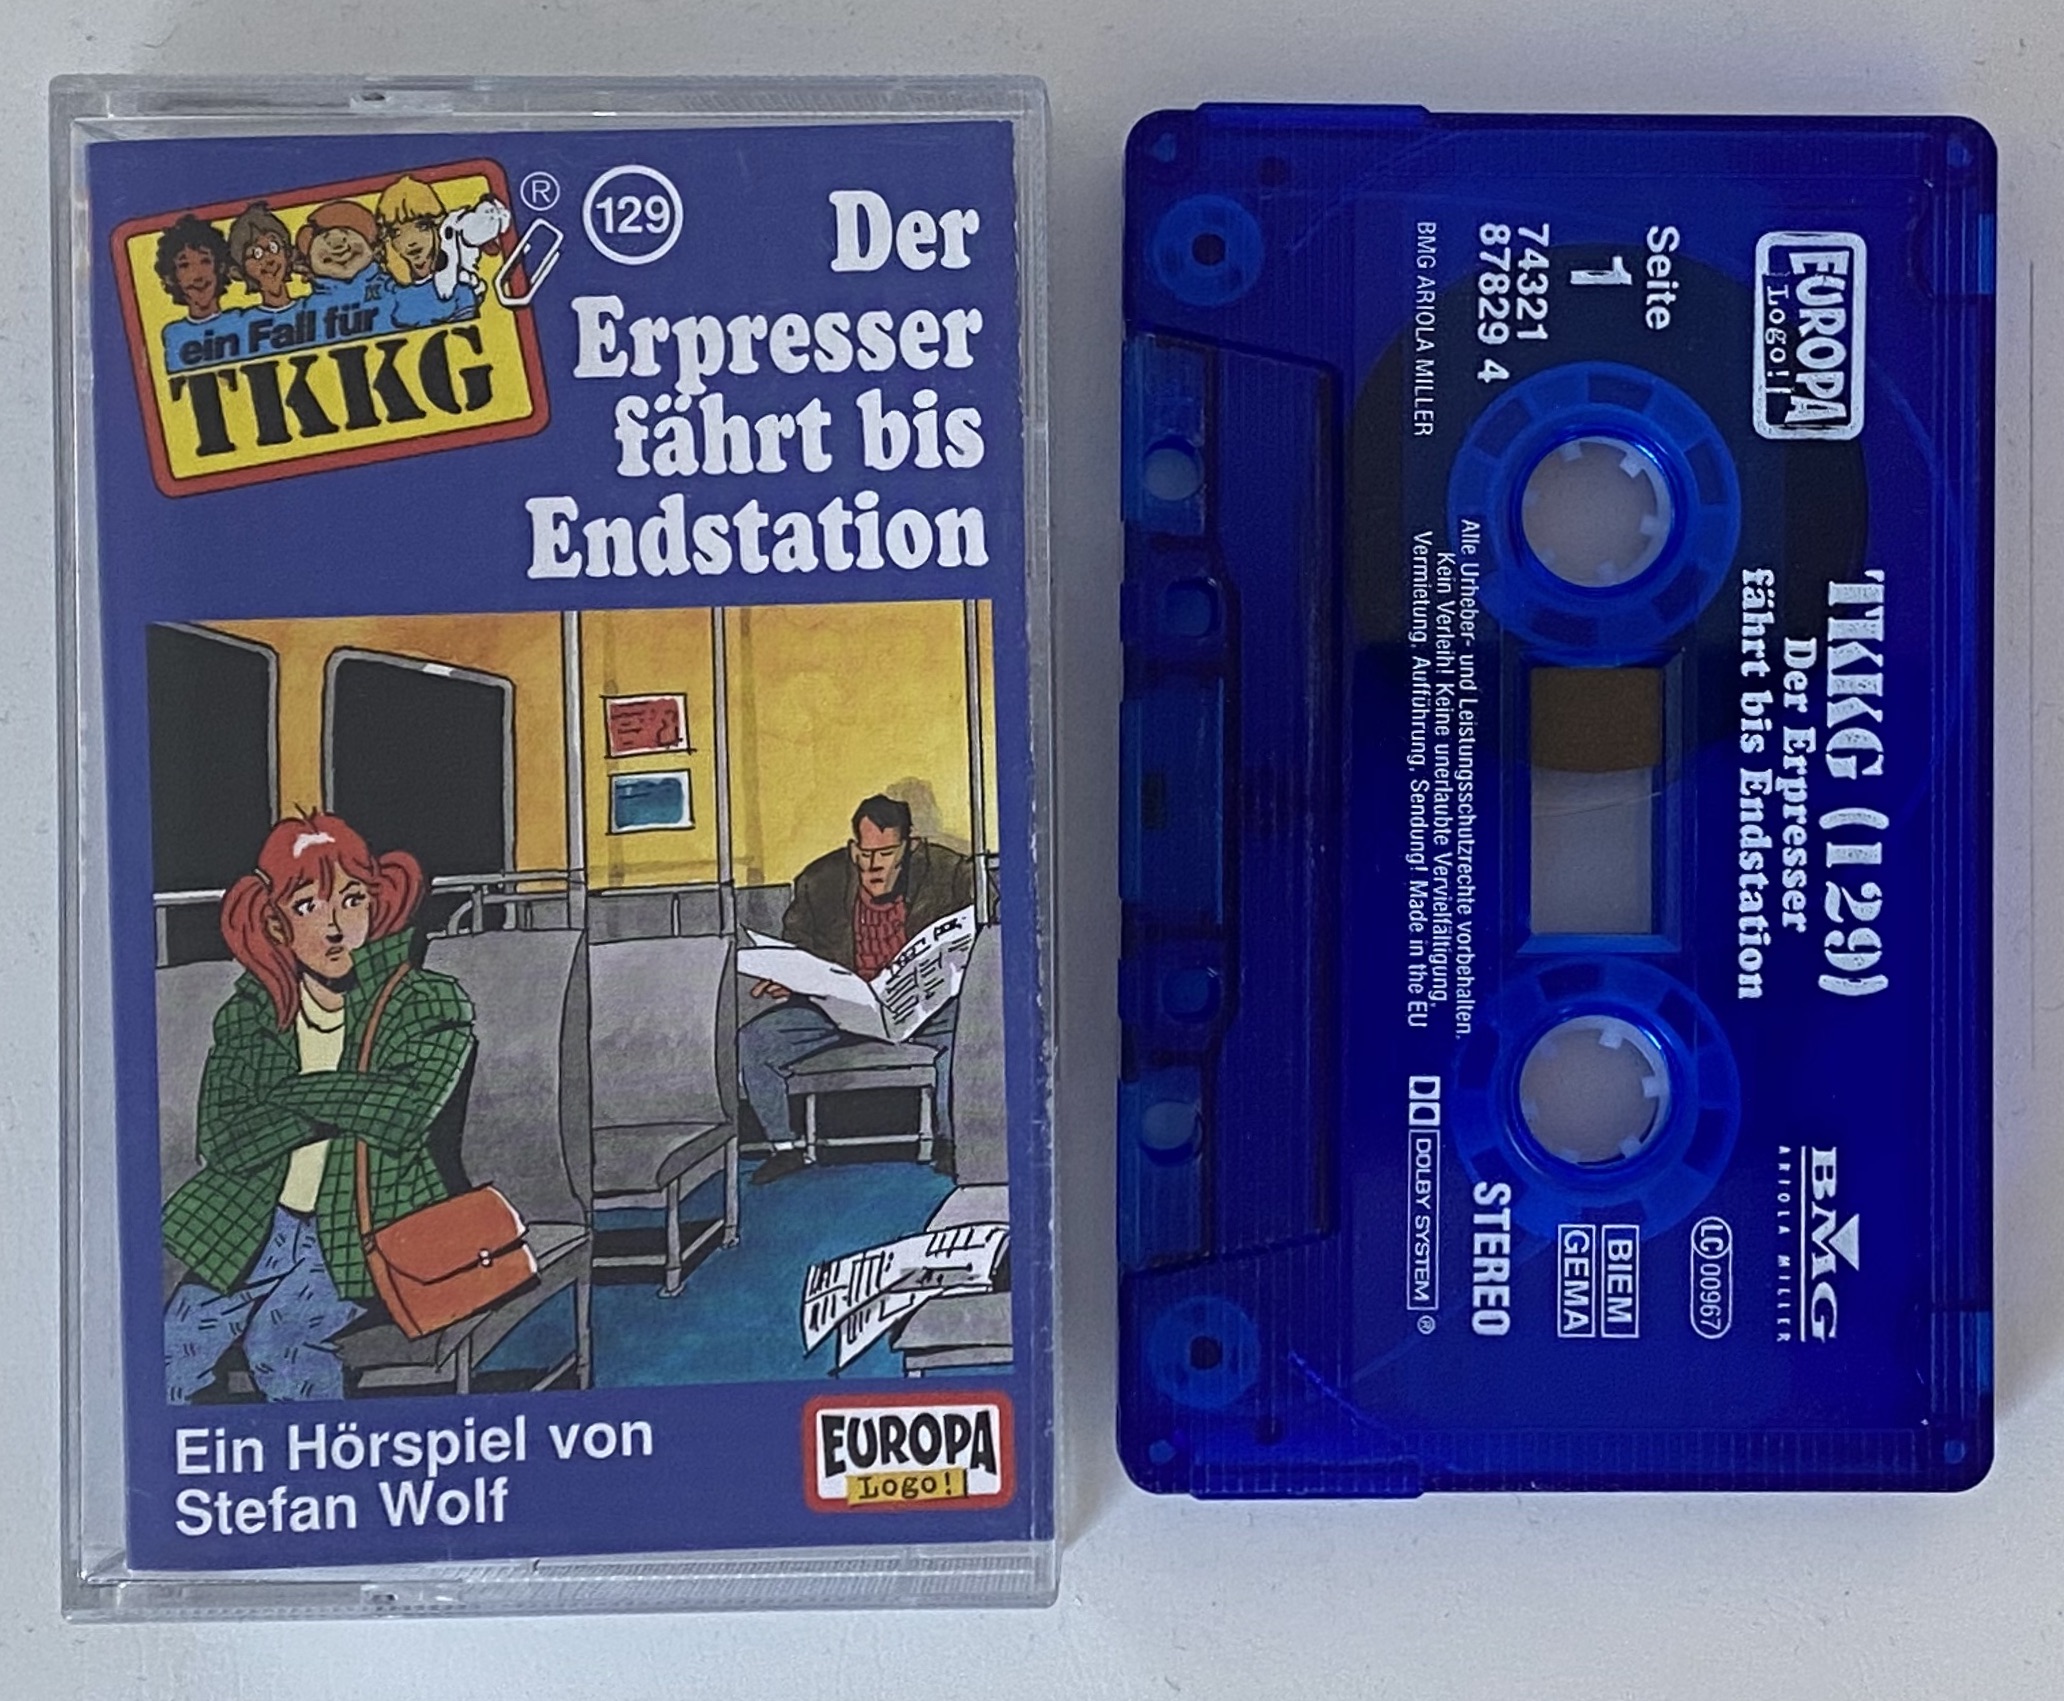 ein Fall für
TKKG
®
129
Der
Erpresser
fährt bis
Endstation
Ein Hörspiel von
Stefan Wolf
EUROPA
Logo!
EUROPA
Logo!
TKKG (129)
Der Erpresser
fährt bis Endstation
BMG
ARIOLA MILLER
Seite
1
74321
87829 4
BMG ARIOLA MILLER
LC 00967
BIEM
GEMA
STEREO
Alle Urheber- und Leistungsschutzrechte vorbehalten.
Kein Verleih! Keine unerlaubte Vervielfältigung,
Vermietung, Aufführung, Sendung! Made in the EU
DOLBY SYSTEM ®